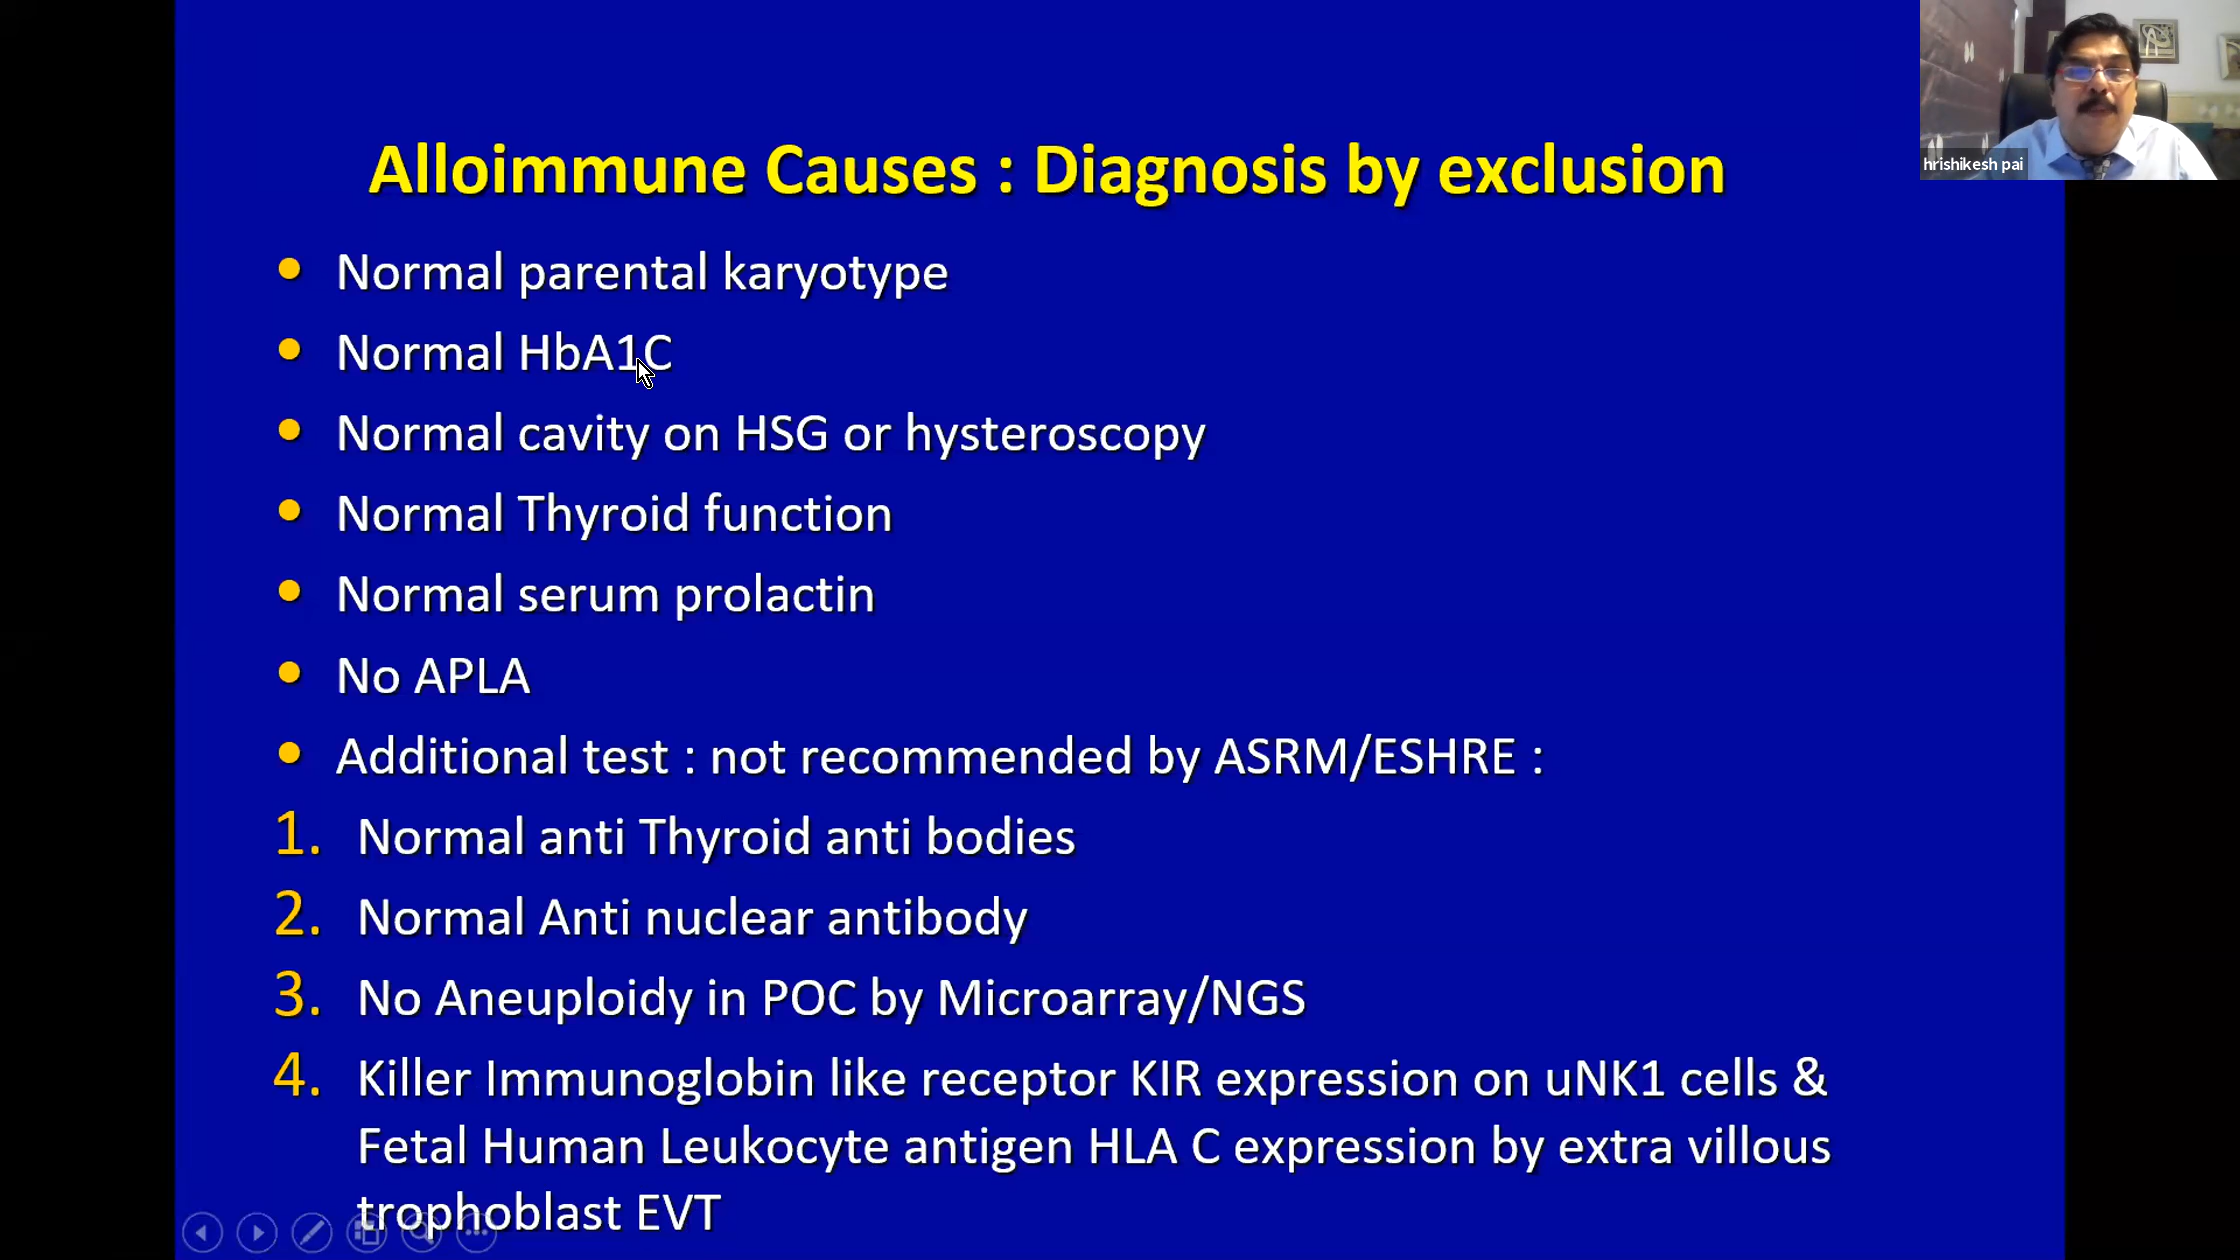 Alloimmune Causes : Diagnosis by exclusion
hrishikesh pai
• Normal parental karyotype
• Normal HbA1C
• Normal cavity on HSG or hysteroscopy
• Normal Thyroid function
• Normal serum prolactin
• No APLA
• Additional test : not recommended by ASRM/ESHRE :
1. Normal anti Thyroid anti bodies
2. Normal Anti nuclear antibody
3. No Aneuploidy in POC by Microarray/NGS
4. Killer Immunoglobin like receptor KIR expression on uNK1 cells &
Fetal Human Leukocyte antigen HLA C expression by extra villous
trophoblast EVT